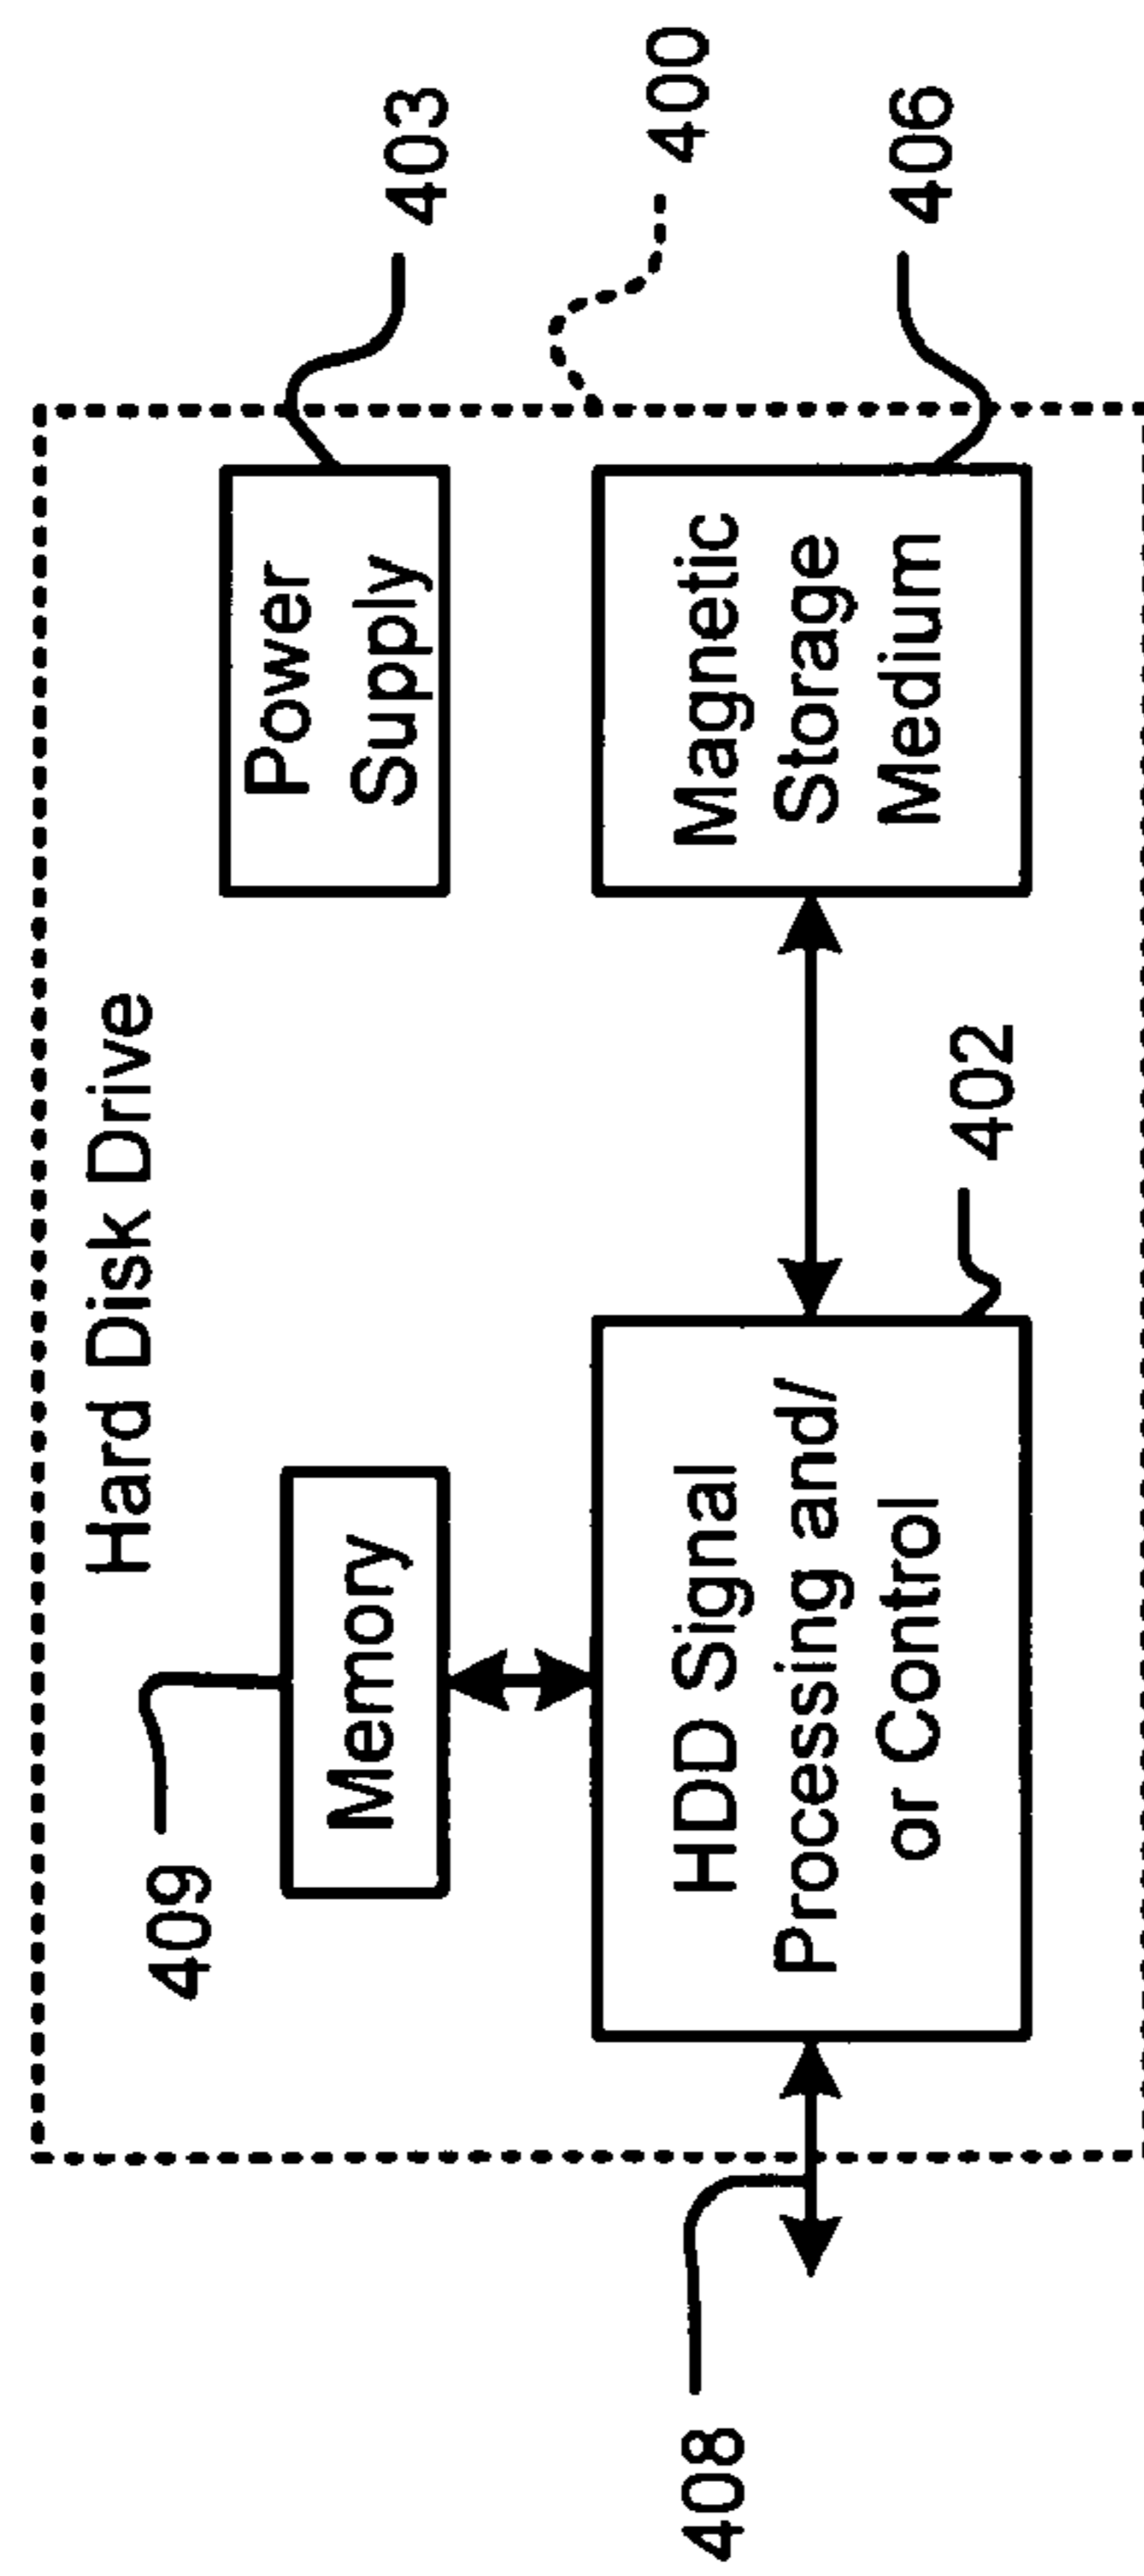 Hard Disk Drive
409
Memory
Power
Supply
403
400
408
HDD Signal
Processing and/
or Control
402
Magnetic
Storage
Medium
406